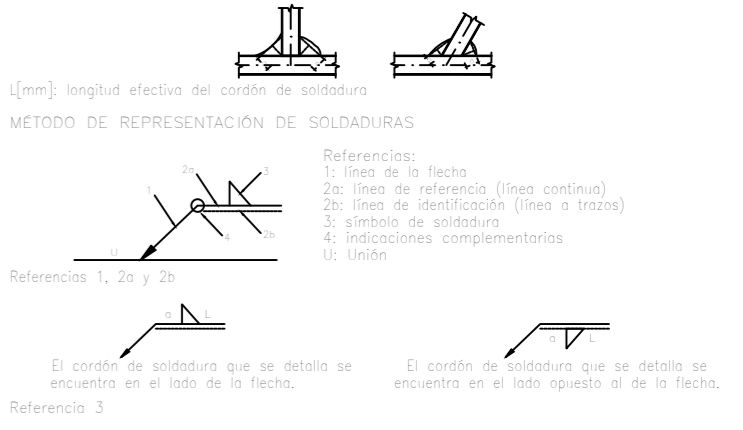 L[mm]: longitud efectiva del cordón de soldadura
MÉTODO DE REPRESENTACIÓN DE SOLDADURAS
Referencias:
1: línea de la flecha
2a: línea de referencia (línea continua)
2b: línea de identificación (línea a trazos)
3: símbolo de soldadura
4: indicaciones complementarias
U: Unión
1
2a
3
4
2b
U
Referencias 1, 2a y 2b
a L
El cordón de soldadura que se detalla se
encuentra en el lado de la flecha.
a L
El cordón de soldadura que se detalla se
encuentra en el lado opuesto al de la flecha.
Referencia 3